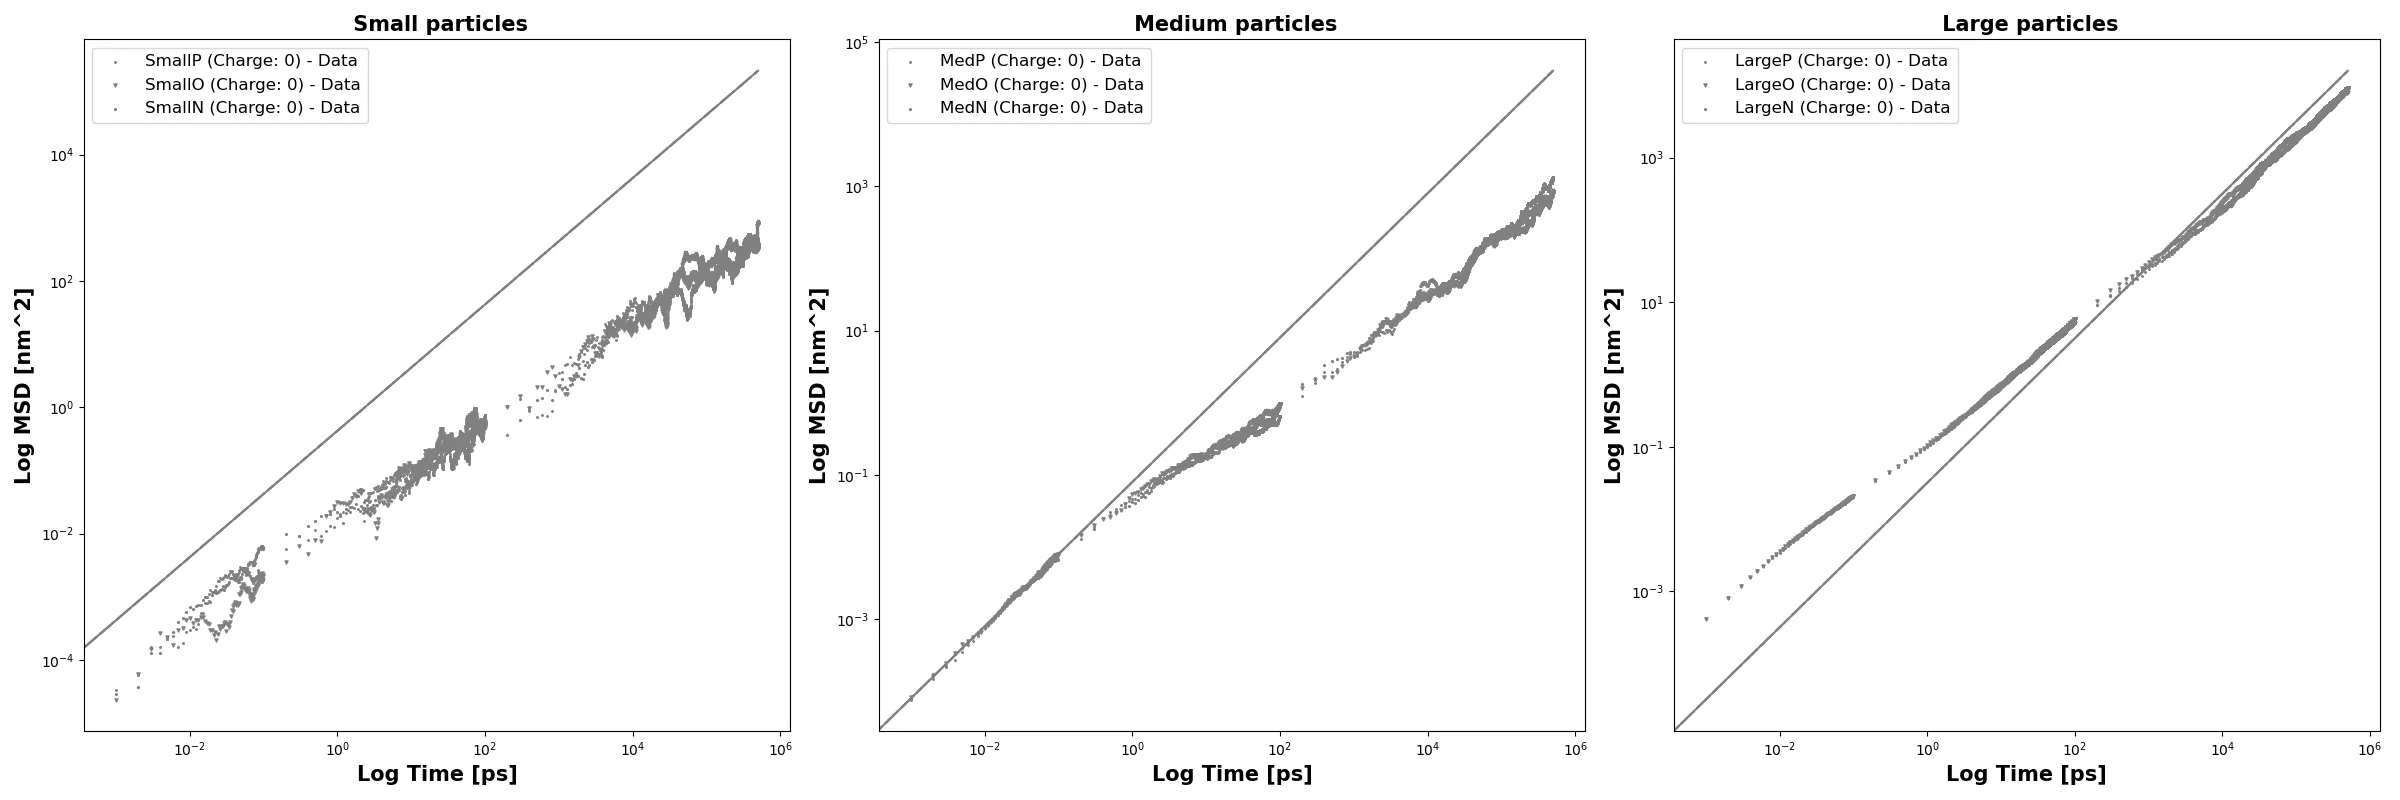 Small particles
SmallP (Charge: 0) - Data
SmallO (Charge: 0) - Data
SmallN (Charge: 0) - Data
10^4
10^2
10^0
10^-2
10^-4
Log MSD [nm^2]
10^-2
10^0
10^2
10^4
10^6
Log Time [ps]
Medium particles
MedP (Charge: 0) - Data
MedO (Charge: 0) - Data
MedN (Charge: 0) - Data
10^5
10^3
10^1
10^-1
10^-3
Log MSD [nm^2]
10^-2
10^0
10^2
10^4
10^6
Log Time [ps]
Large particles
LargeP (Charge: 0) - Data
LargeO (Charge: 0) - Data
LargeN (Charge: 0) - Data
10^3
10^1
10^-1
10^-3
Log MSD [nm^2]
10^-2
10^0
10^2
10^4
10^6
Log Time [ps]